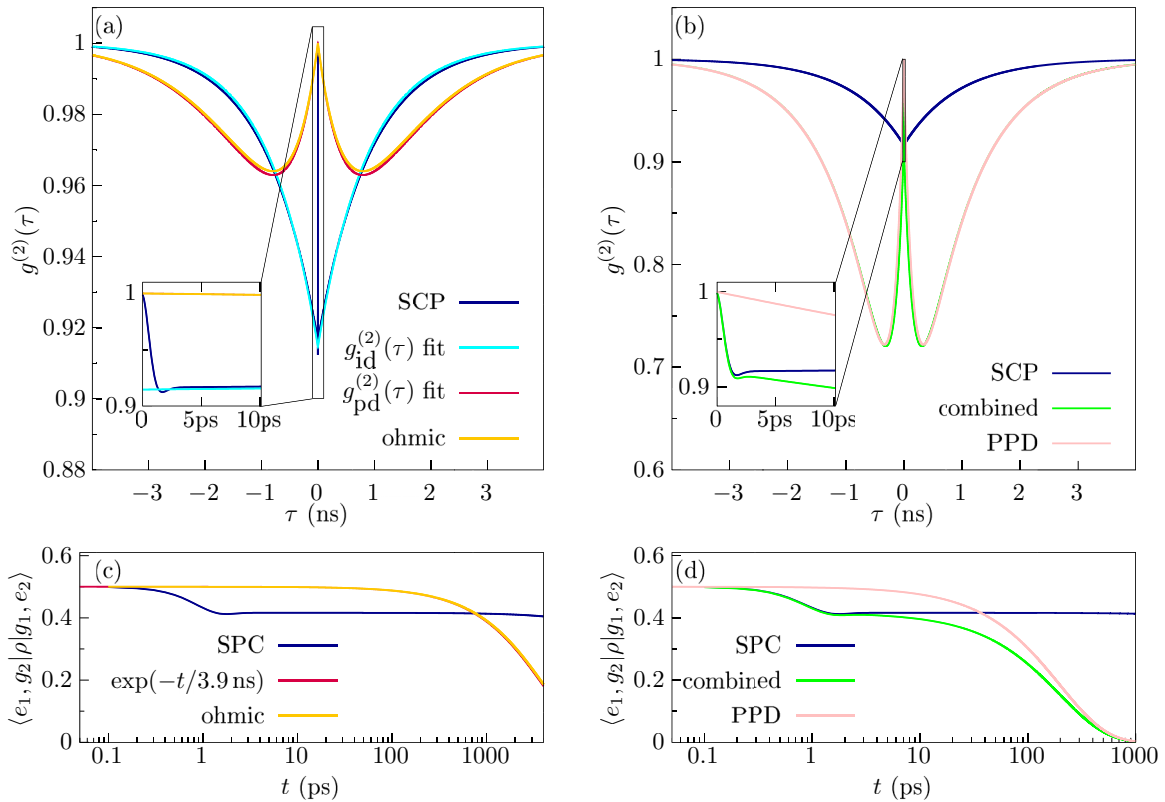 (a)
g^{(2)}(τ)
1
0.98
0.96
0.94
0.92
0.9
0.88
−3 −2 −1 0 1 2 3
τ (ns)
SCP
g_{id}^{(2)}(τ) fit
g_{pd}^{(2)}(τ) fit
ohmic
1
0.9
0 5ps 10ps
(b)
g^{(2)}(τ)
1
0.9
0.8
0.7
0.6
−3 −2 −1 0 1 2 3
τ (ns)
SCP
combined
PPD
1
0.9
0 5ps 10ps
(c)
⟨e₁, g₂|ρ|g₁, e₂⟩
0.6
0.4
0.2
0
0.1 1 10 100 1000
t (ps)
SPC
exp(−t/3.9 ns)
ohmic
(d)
⟨e₁, g₂|ρ|g₁, e₂⟩
0.6
0.4
0.2
0
0.1 1 10 100 1000
t (ps)
SPC
combined
PPD